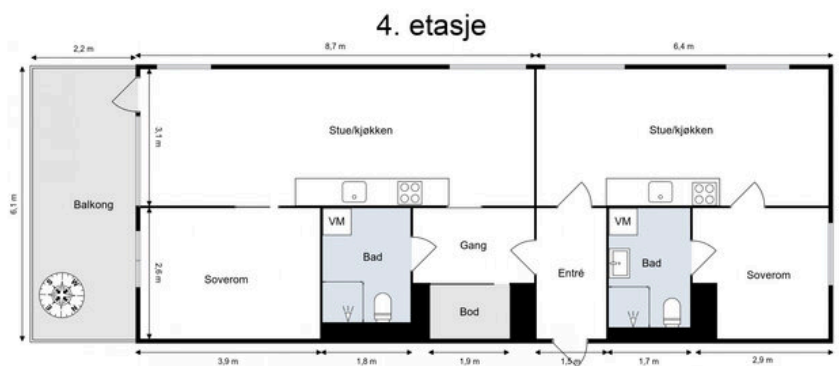 4. etasje
2,2 m
8,7 m
6,4 m
6,1 m
3,1 m
Stue/kjøkken
Stue/kjøkken
Balkong
VM
VM
Gang
Bad
Bad
Entré
Soverom
Soverom
2,6 m
Bod
S
W
E
N
3,9 m
1,8 m
1,9 m
1,5 m
1,7 m
2,9 m